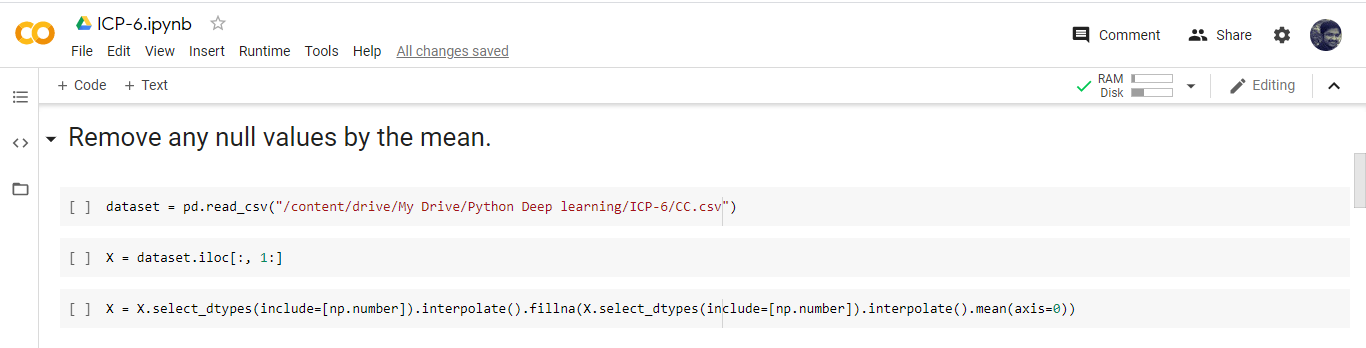 ICP-6.ipynb
File Edit View Insert Runtime Tools Help All changes saved
Comment Share
+ Code + Text
RAM
Disk
Editing
Remove any null values by the mean.
[ ] dataset = pd.read_csv("/content/drive/My Drive/Python Deep learning/ICP-6/CC.csv")
[ ] X = dataset.iloc[:, 1:]
[ ] X = X.select_dtypes(include=[np.number]).interpolate().fillna(X.select_dtypes(include=[np.number]).interpolate().mean(axis=0))